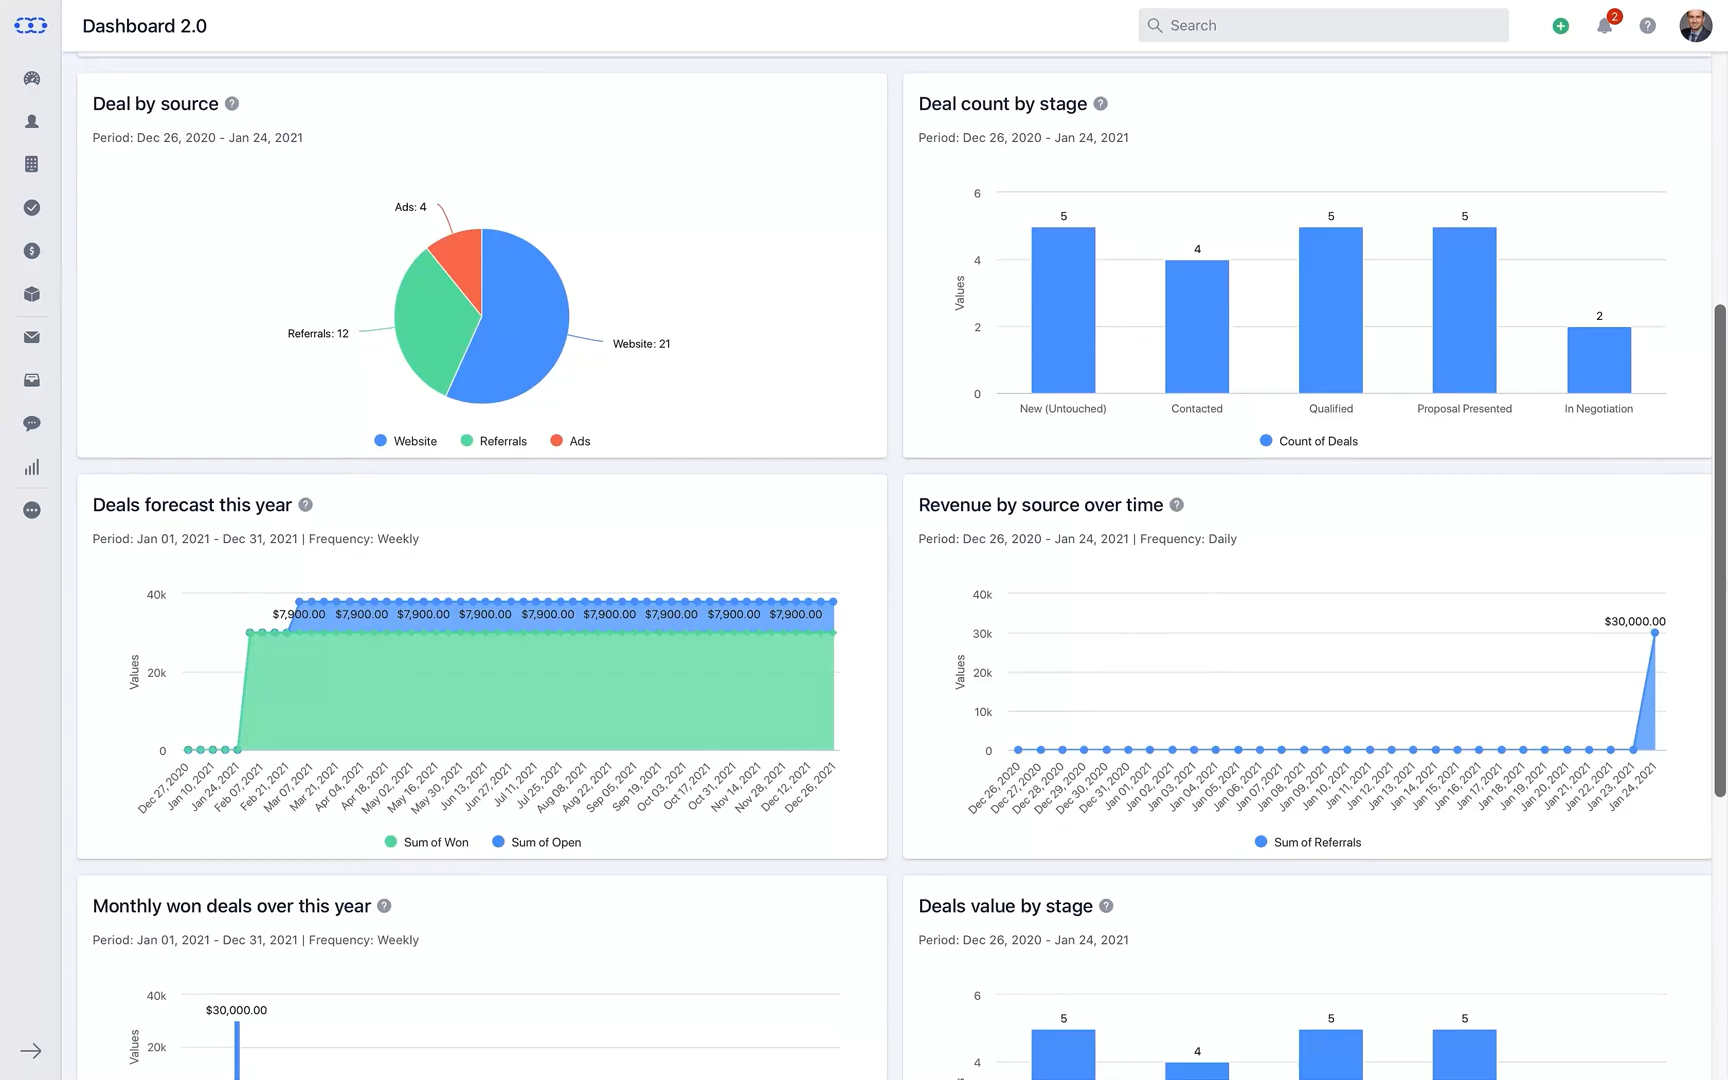 Dashboard 2.0
Search
2
Deal by source
Period: Dec 26, 2020 - Jan 24, 2021
Ads: 4
Referrals: 12
Website: 21
Website Referrals Ads
Deal count by stage
Period: Dec 26, 2020 - Jan 24, 2021
6
5 5 5
4
4
Values
2
2
0
New (Untouched) Contacted Qualified Proposal Presented In Negotiation
Count of Deals
Deals forecast this year
Period: Jan 01, 2021 - Dec 31, 2021 | Frequency: Weekly
40k
$7,900.00 $7,900.00 $7,900.00 $7,900.00 $7,900.00 $7,900.00 $7,900.00 $7,900.00 $7,900.00
Values
20k
0
Dec 27, 2020 Jan 10, 2021 Jan 24, 2021 Feb 07, 2021 Feb 21, 2021 Mar 07, 2021 Mar 21, 2021 Apr 04, 2021 Apr 18, 2021 May 02, 2021 May 16, 2021 May 30, 2021 Jun 13, 2021 Jun 27, 2021 Jul 11, 2021 Jul 25, 2021 Aug 08, 2021 Aug 22, 2021 Sep 05, 2021 Sep 19, 2021 Oct 03, 2021 Oct 17, 2021 Oct 31, 2021 Nov 14, 2021 Nov 28, 2021 Dec 12, 2021 Dec 26, 2021
Sum of Won Sum of Open
Revenue by source over time
Period: Dec 26, 2020 - Jan 24, 2021 | Frequency: Daily
40k
$30,000.00
30k
Values
20k
10k
0
Dec 26, 2020 Dec 27, 2020 Dec 28, 2020 Dec 29, 2020 Dec 30, 2020 Dec 31, 2020 Jan 01, 2021 Jan 02, 2021 Jan 03, 2021 Jan 04, 2021 Jan 05, 2021 Jan 06, 2021 Jan 07, 2021 Jan 08, 2021 Jan 09, 2021 Jan 10, 2021 Jan 11, 2021 Jan 12, 2021 Jan 13, 2021 Jan 14, 2021 Jan 15, 2021 Jan 16, 2021 Jan 17, 2021 Jan 18, 2021 Jan 19, 2021 Jan 20, 2021 Jan 21, 2021 Jan 22, 2021 Jan 23, 2021 Jan 24, 2021
Sum of Referrals
Monthly won deals over this year
Period: Jan 01, 2021 - Dec 31, 2021 | Frequency: Weekly
40k
$30,000.00
Values
20k
Deals value by stage
Period: Dec 26, 2020 - Jan 24, 2021
6
5 5 5
4
4